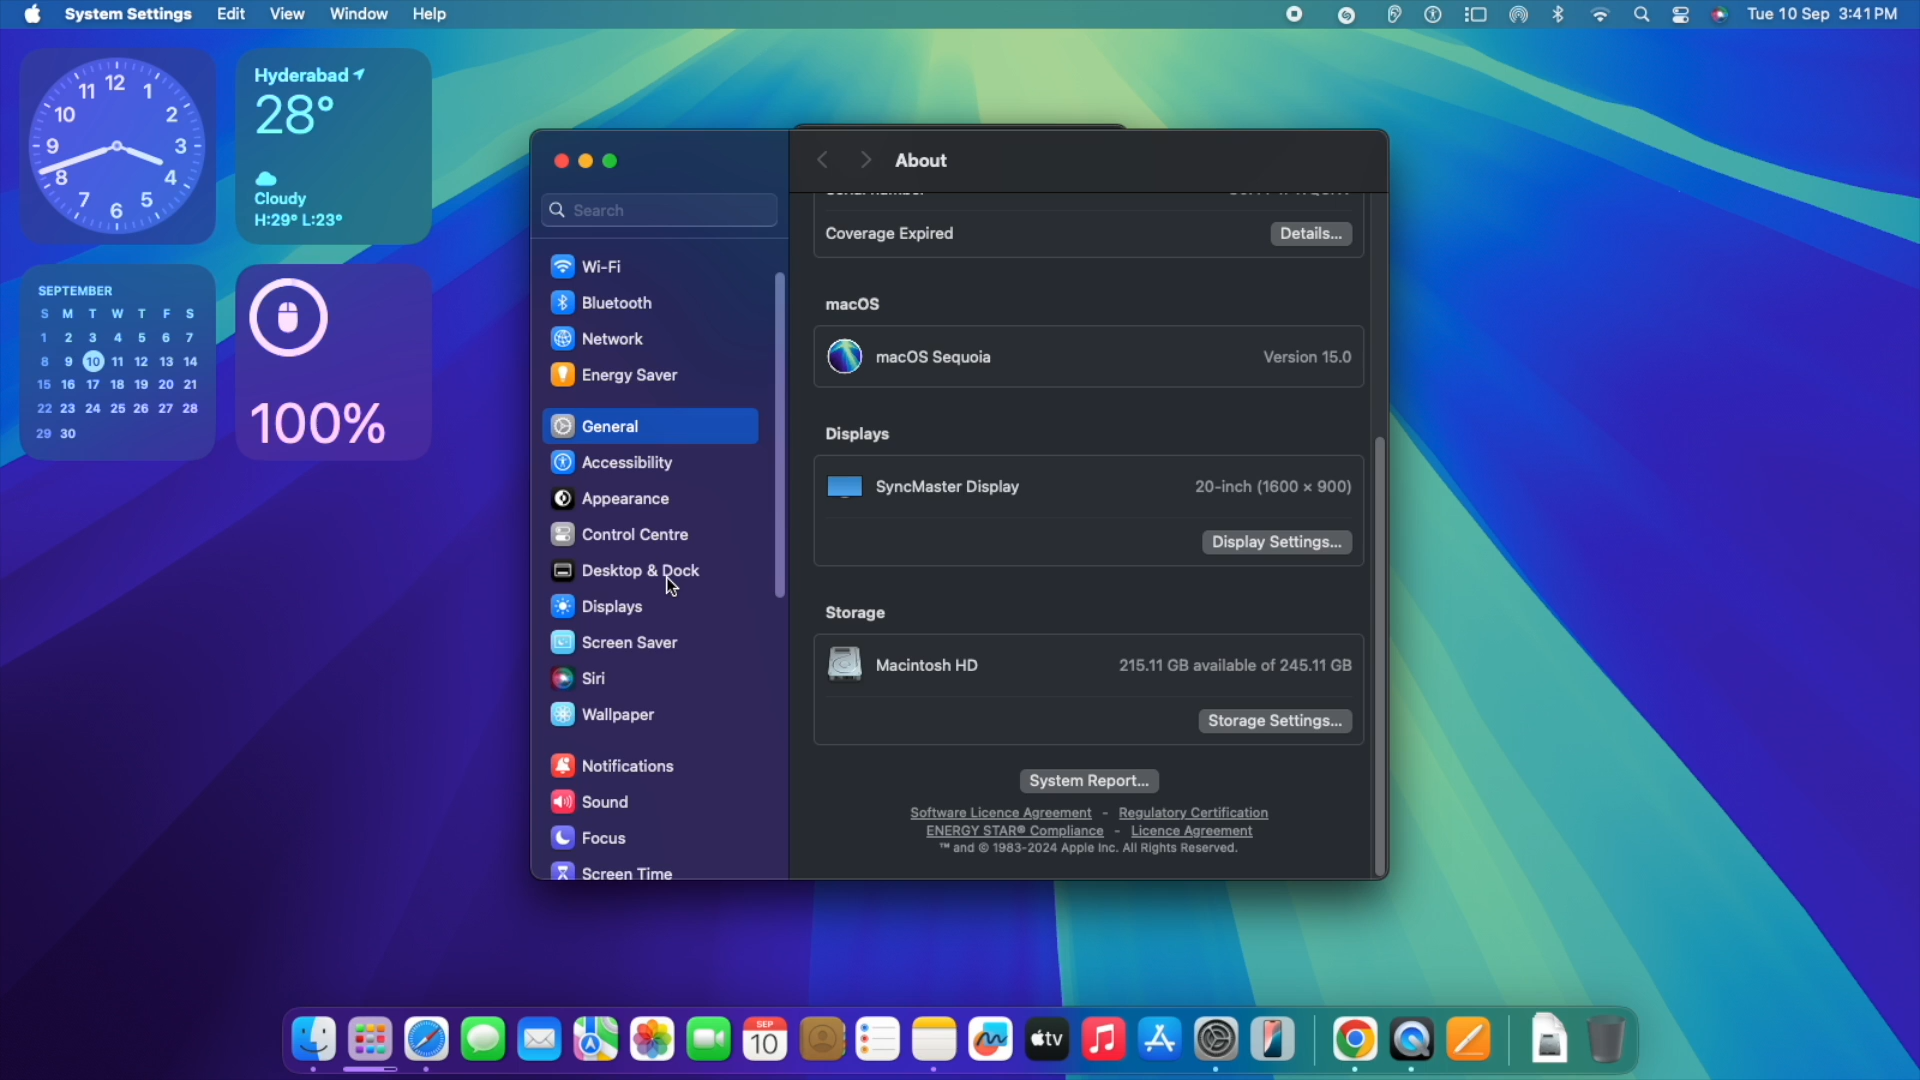 System Settings Edit View Window Help
Tue 10 Sep 3:41 PM
12
11 1
10 2
9 3
8 4
7 5
6
Hyderabad
28°
Cloudy
H:29° L:23°
SEPTEMBER
S M T W T F S
1 2 3 4 5 6 7
8 9 10 11 12 13 14
15 16 17 18 19 20 21
22 23 24 25 26 27 28
29 30
100%
Search
Wi-Fi
Bluetooth
Network
Energy Saver
General
Accessibility
Appearance
Control Centre
Desktop & Dock
Displays
Screen Saver
Siri
Wallpaper
Notifications
Sound
Focus
Screen Time
About
Coverage Expired Details...
macOS
macOS Sequoia Version 15.0
Displays
SyncMaster Display 20-inch (1600 × 900)
Display Settings...
Storage
Macintosh HD 215.11 GB available of 245.11 GB
Storage Settings...
System Report...
Software Licence Agreement - Regulatory Certification
ENERGY STAR® Compliance - Licence Agreement
™ and © 1983-2024 Apple Inc. All Rights Reserved.
SEP
10
tv